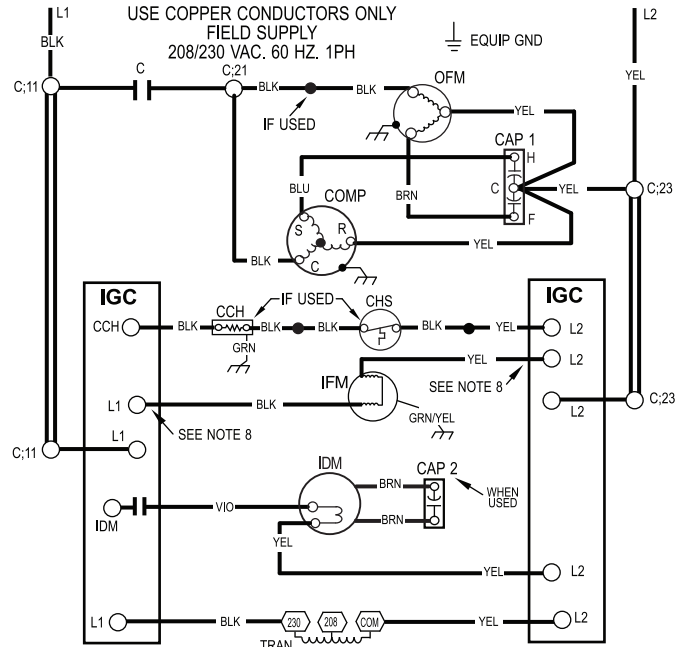 L1
USE COPPER CONDUCTORS ONLY
L2
FIELD SUPPLY
208/230 VAC. 60 HZ. 1PH
EQUIP GND
BLK
YEL
C;11
C
C;21
BLK
BLK
OFM
IF USED
YEL
CAP 1
H
BLU
COMP
BRN
C
YEL
C;23
S
R
F
YEL
C
BLK
IGC
IF USED
CHS
IGC
CCH
CCH
BLK
BLK
BLK
BLK
YEL
L2
GRN
YEL
L2
IFM
SEE NOTE 8
L1
BLK
L2
C;23
GRN/YEL
SEE NOTE 8
L1
C;11
IDM
CAP 2
BRN
WHEN
USED
VIO
IDM
BRN
YEL
YEL
L2
L1
BLK
230
208
COM
YEL
L2
TRAN